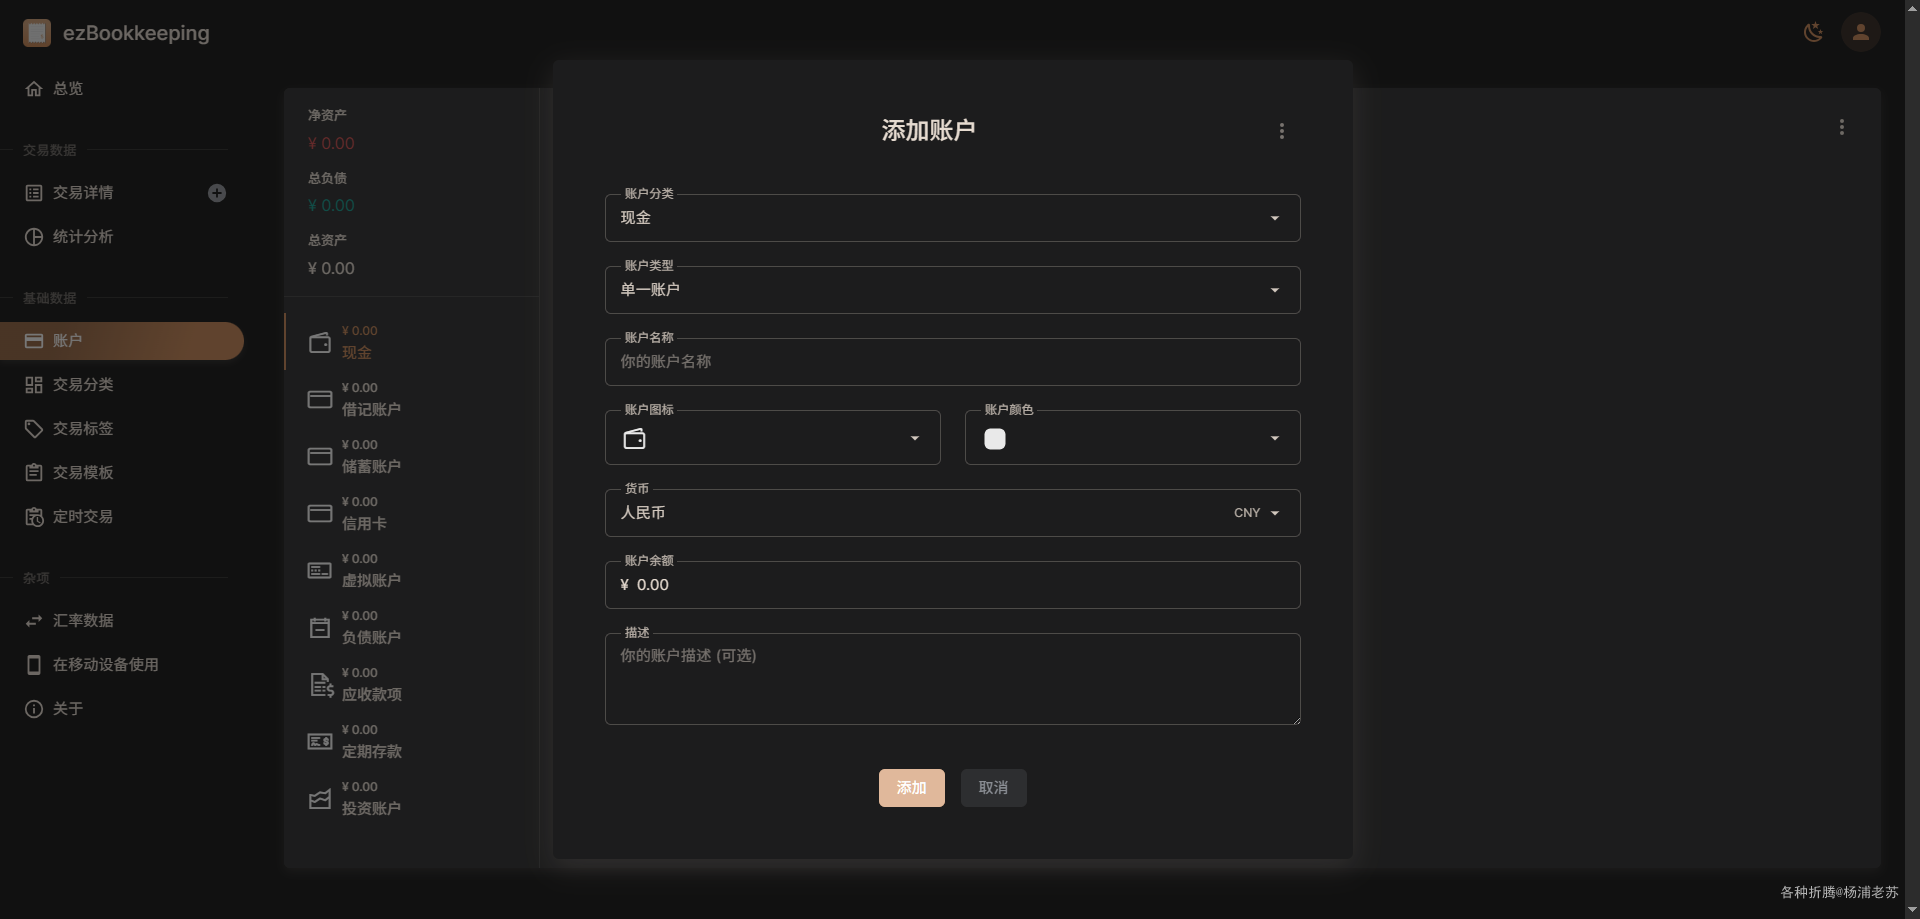 ezBookkeeping
总览
交易数据
交易详情
统计分析
基础数据
账户
交易分类
交易标签
交易模板
定时交易
杂项
汇率数据
在移动设备使用
关于
净资产
¥ 0.00
总负债
¥ 0.00
总资产
¥ 0.00
¥ 0.00
现金
¥ 0.00
借记账户
¥ 0.00
储蓄账户
¥ 0.00
信用卡
¥ 0.00
虚拟账户
¥ 0.00
负债账户
¥ 0.00
应收款项
¥ 0.00
定期存款
¥ 0.00
投资账户
添加账户
账户分类
现金
账户类型
单一账户
账户名称
你的账户名称
账户图标
账户颜色
货币
人民币 CNY
账户余额
¥ 0.00
描述
你的账户描述 (可选)
添加 取消
各种折腾@杨浦老苏